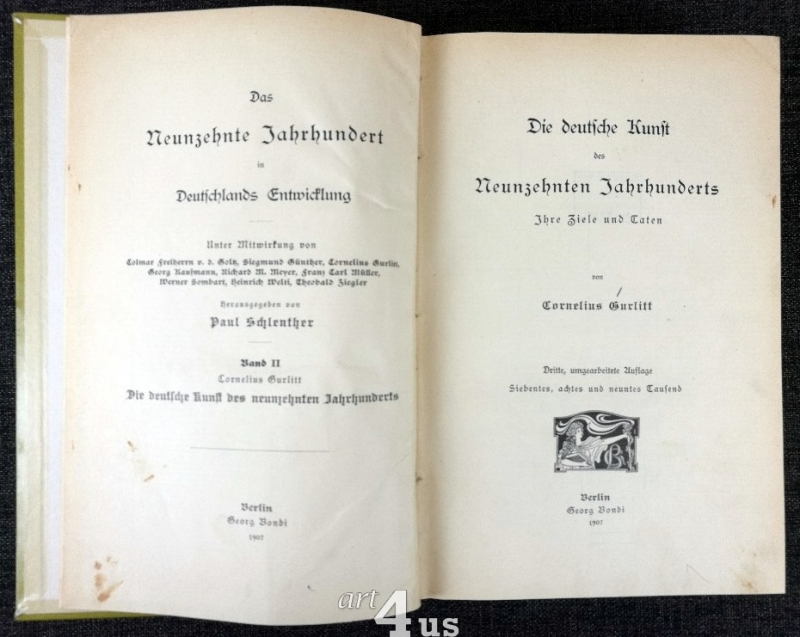 Das
Neunzehnte Jahrhundert
in
Deutschlands Entwicklung
Unter Mitwirkung von
Colmar Freiherrn v. d. Goltz, Siegmund Günther, Cornelius Gurlitt,
Georg Kaufmann, Richard M. Meyer, Franz Carl Müller,
Werner Sombart, Heinrich Welti, Theobald Ziegler
Herausgegeben von
Paul Schlenther
Band II
Cornelius Gurlitt
Die deutsche Kunst des neunzehnten Jahrhunderts
Berlin
Georg Bondi
1907
Die deutsche Kunst
des
Neunzehnten Jahrhunderts
Ihre Ziele und Taten
von
Cornelius Gurlitt
Dritte, umgearbeitete Auflage
Siebentes, achtes und neuntes Tausend
GB
Berlin
Georg Bondi
1907
art
4us